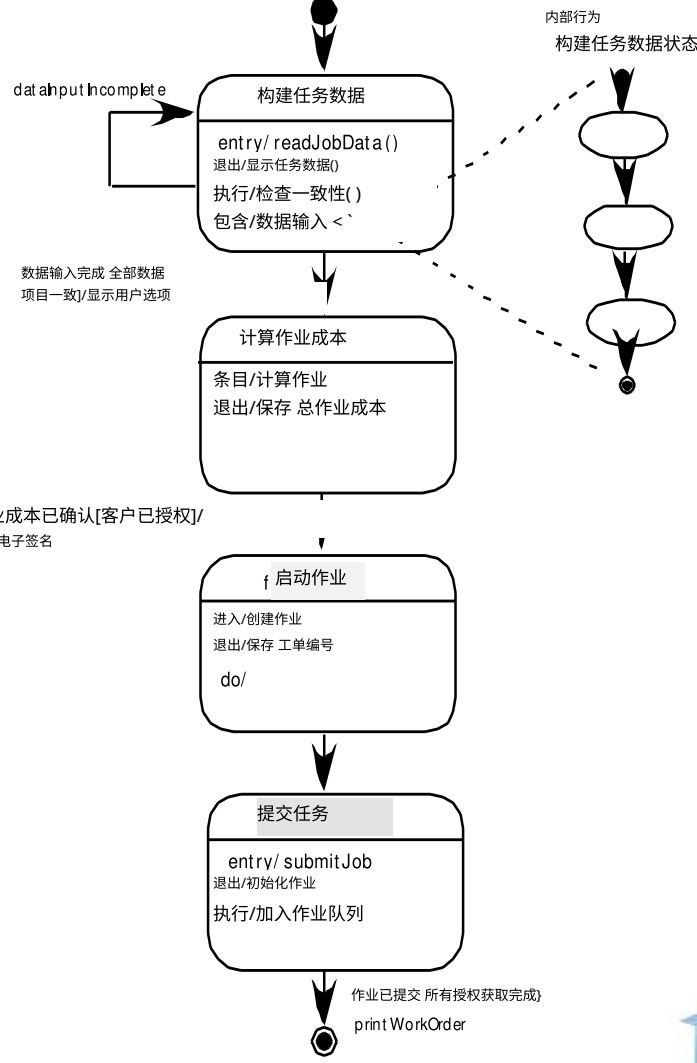 内部行为
构建任务数据状态
dataInputIncomplete
构建任务数据
entry/readJobData()
退出/显示任务数据()
执行/检查一致性()
包含/数据输入 <`
数据输入完成 全部数据
项目一致]/显示用户选项
计算作业成本
条目/计算作业
退出/保存 总作业成本
业成本已确认[客户已授权]/
电子签名
f 启动作业
进入/创建作业
退出/保存 工单编号
do/
提交任务
entry/submitJob
退出/初始化作业
执行/加入作业队列
作业已提交 所有授权获取完成}
print WorkOrder